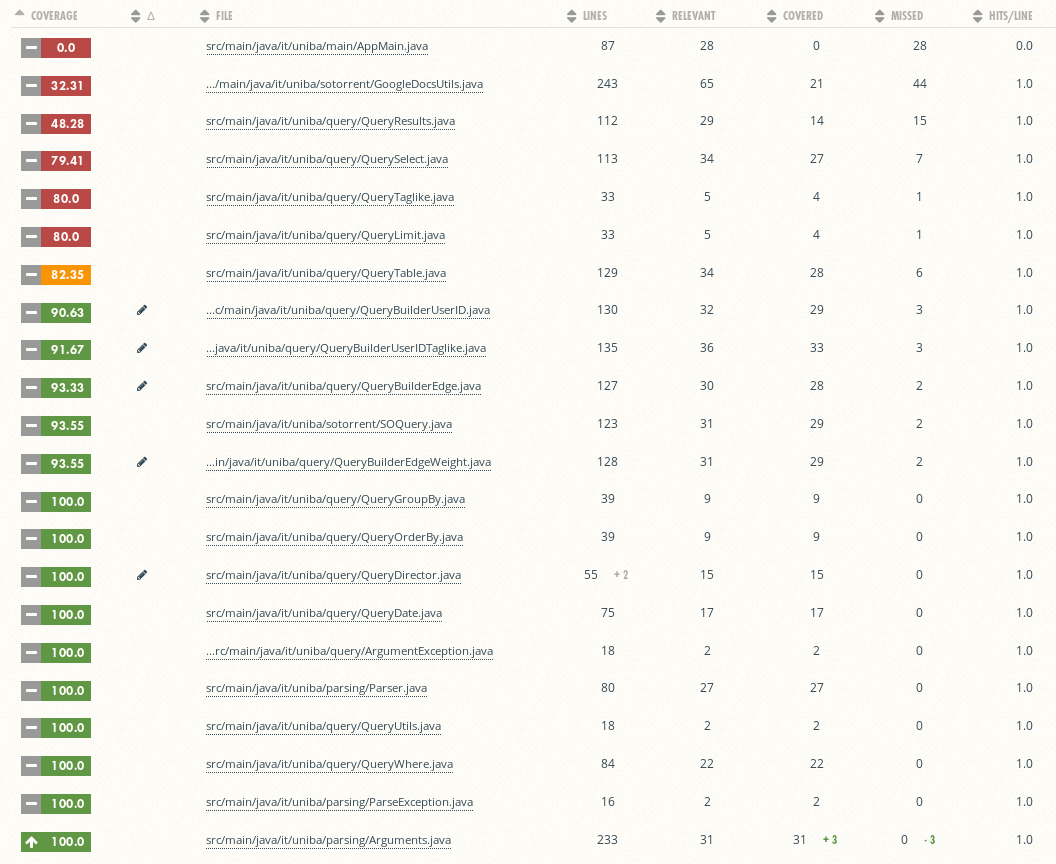 COVERAGE Δ FILE LINES RELEVANT COVERED MISSED HITS/LINE
0.0 src/main/java/it/uniba/main/AppMain.java 87 28 0 28 0.0
32.31 .../main/java/it/uniba/sotorrent/GoogleDocsUtils.java 243 65 21 44 1.0
48.28 src/main/java/it/uniba/query/QueryResults.java 112 29 14 15 1.0
79.41 src/main/java/it/uniba/query/QuerySelect.java 113 34 27 7 1.0
80.0 src/main/java/it/uniba/query/QueryTaglike.java 33 5 4 1 1.0
80.0 src/main/java/it/uniba/query/QueryLimit.java 33 5 4 1 1.0
82.35 src/main/java/it/uniba/query/QueryTable.java 129 34 28 6 1.0
90.63 ...c/main/java/it/uniba/query/QueryBuilderUserID.java 130 32 29 3 1.0
91.67 ...java/it/uniba/query/QueryBuilderUserIDTaglike.java 135 36 33 3 1.0
93.33 src/main/java/it/uniba/query/QueryBuilderEdge.java 127 30 28 2 1.0
93.55 src/main/java/it/uniba/sotorrent/SOQuery.java 123 31 29 2 1.0
93.55 ...in/java/it/uniba/query/QueryBuilderEdgeWeight.java 128 31 29 2 1.0
100.0 src/main/java/it/uniba/query/QueryGroupBy.java 39 9 9 0 1.0
100.0 src/main/java/it/uniba/query/QueryOrderBy.java 39 9 9 0 1.0
100.0 src/main/java/it/uniba/query/QueryDirector.java 55 + 2 15 15 0 1.0
100.0 src/main/java/it/uniba/query/QueryDate.java 75 17 17 0 1.0
100.0 ...rc/main/java/it/uniba/query/ArgumentException.java 18 2 2 0 1.0
100.0 src/main/java/it/uniba/parsing/Parser.java 80 27 27 0 1.0
100.0 src/main/java/it/uniba/query/QueryUtils.java 18 2 2 0 1.0
100.0 src/main/java/it/uniba/query/QueryWhere.java 84 22 22 0 1.0
100.0 src/main/java/it/uniba/parsing/ParseException.java 16 2 2 0 1.0
100.0 src/main/java/it/uniba/parsing/Arguments.java 233 31 31 + 3 0 - 3 1.0